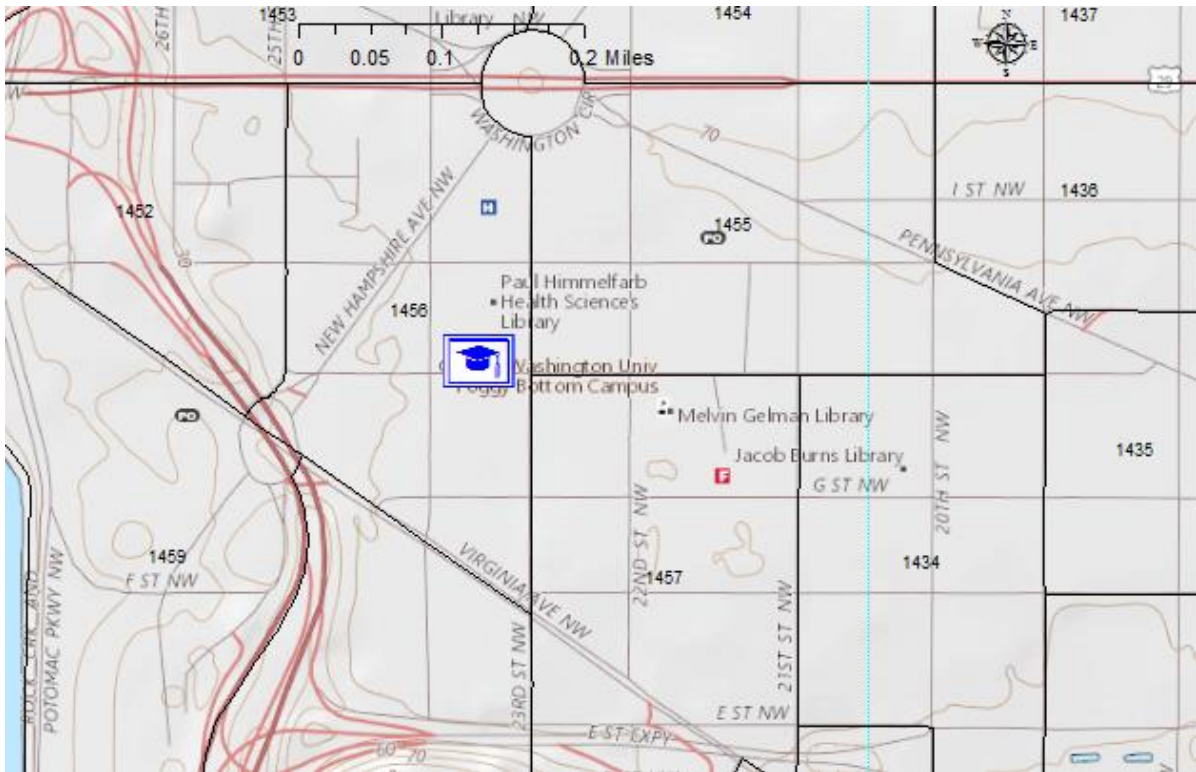 1453
Library NW
1454
1437
N
W E
S
26TH
25TH
0 0.05 0.1 0.2 Miles
NW
29
WASHINGTON CIR
70
NEW HAMPSHIRE AVE NW
H
I ST NW
1436
1452
1455
PO
PENNSYLVANIA AVE NW
30
Paul Himmelfarb
Health Sciences
Library
1456
Washington Univ
Foggy Bottom Campus
PO
Melvin Gelman Library
Jacob Burns Library
F
G ST NW
20TH ST NW
1435
22ND ST NW
VIRGINIA AVE NW
1459
F ST NW
1457
1434
21ST ST NW
ROCK CRK AND
POTOMAC PKWY NW
23RD ST NW
E ST NW
E ST EXPY
60
70